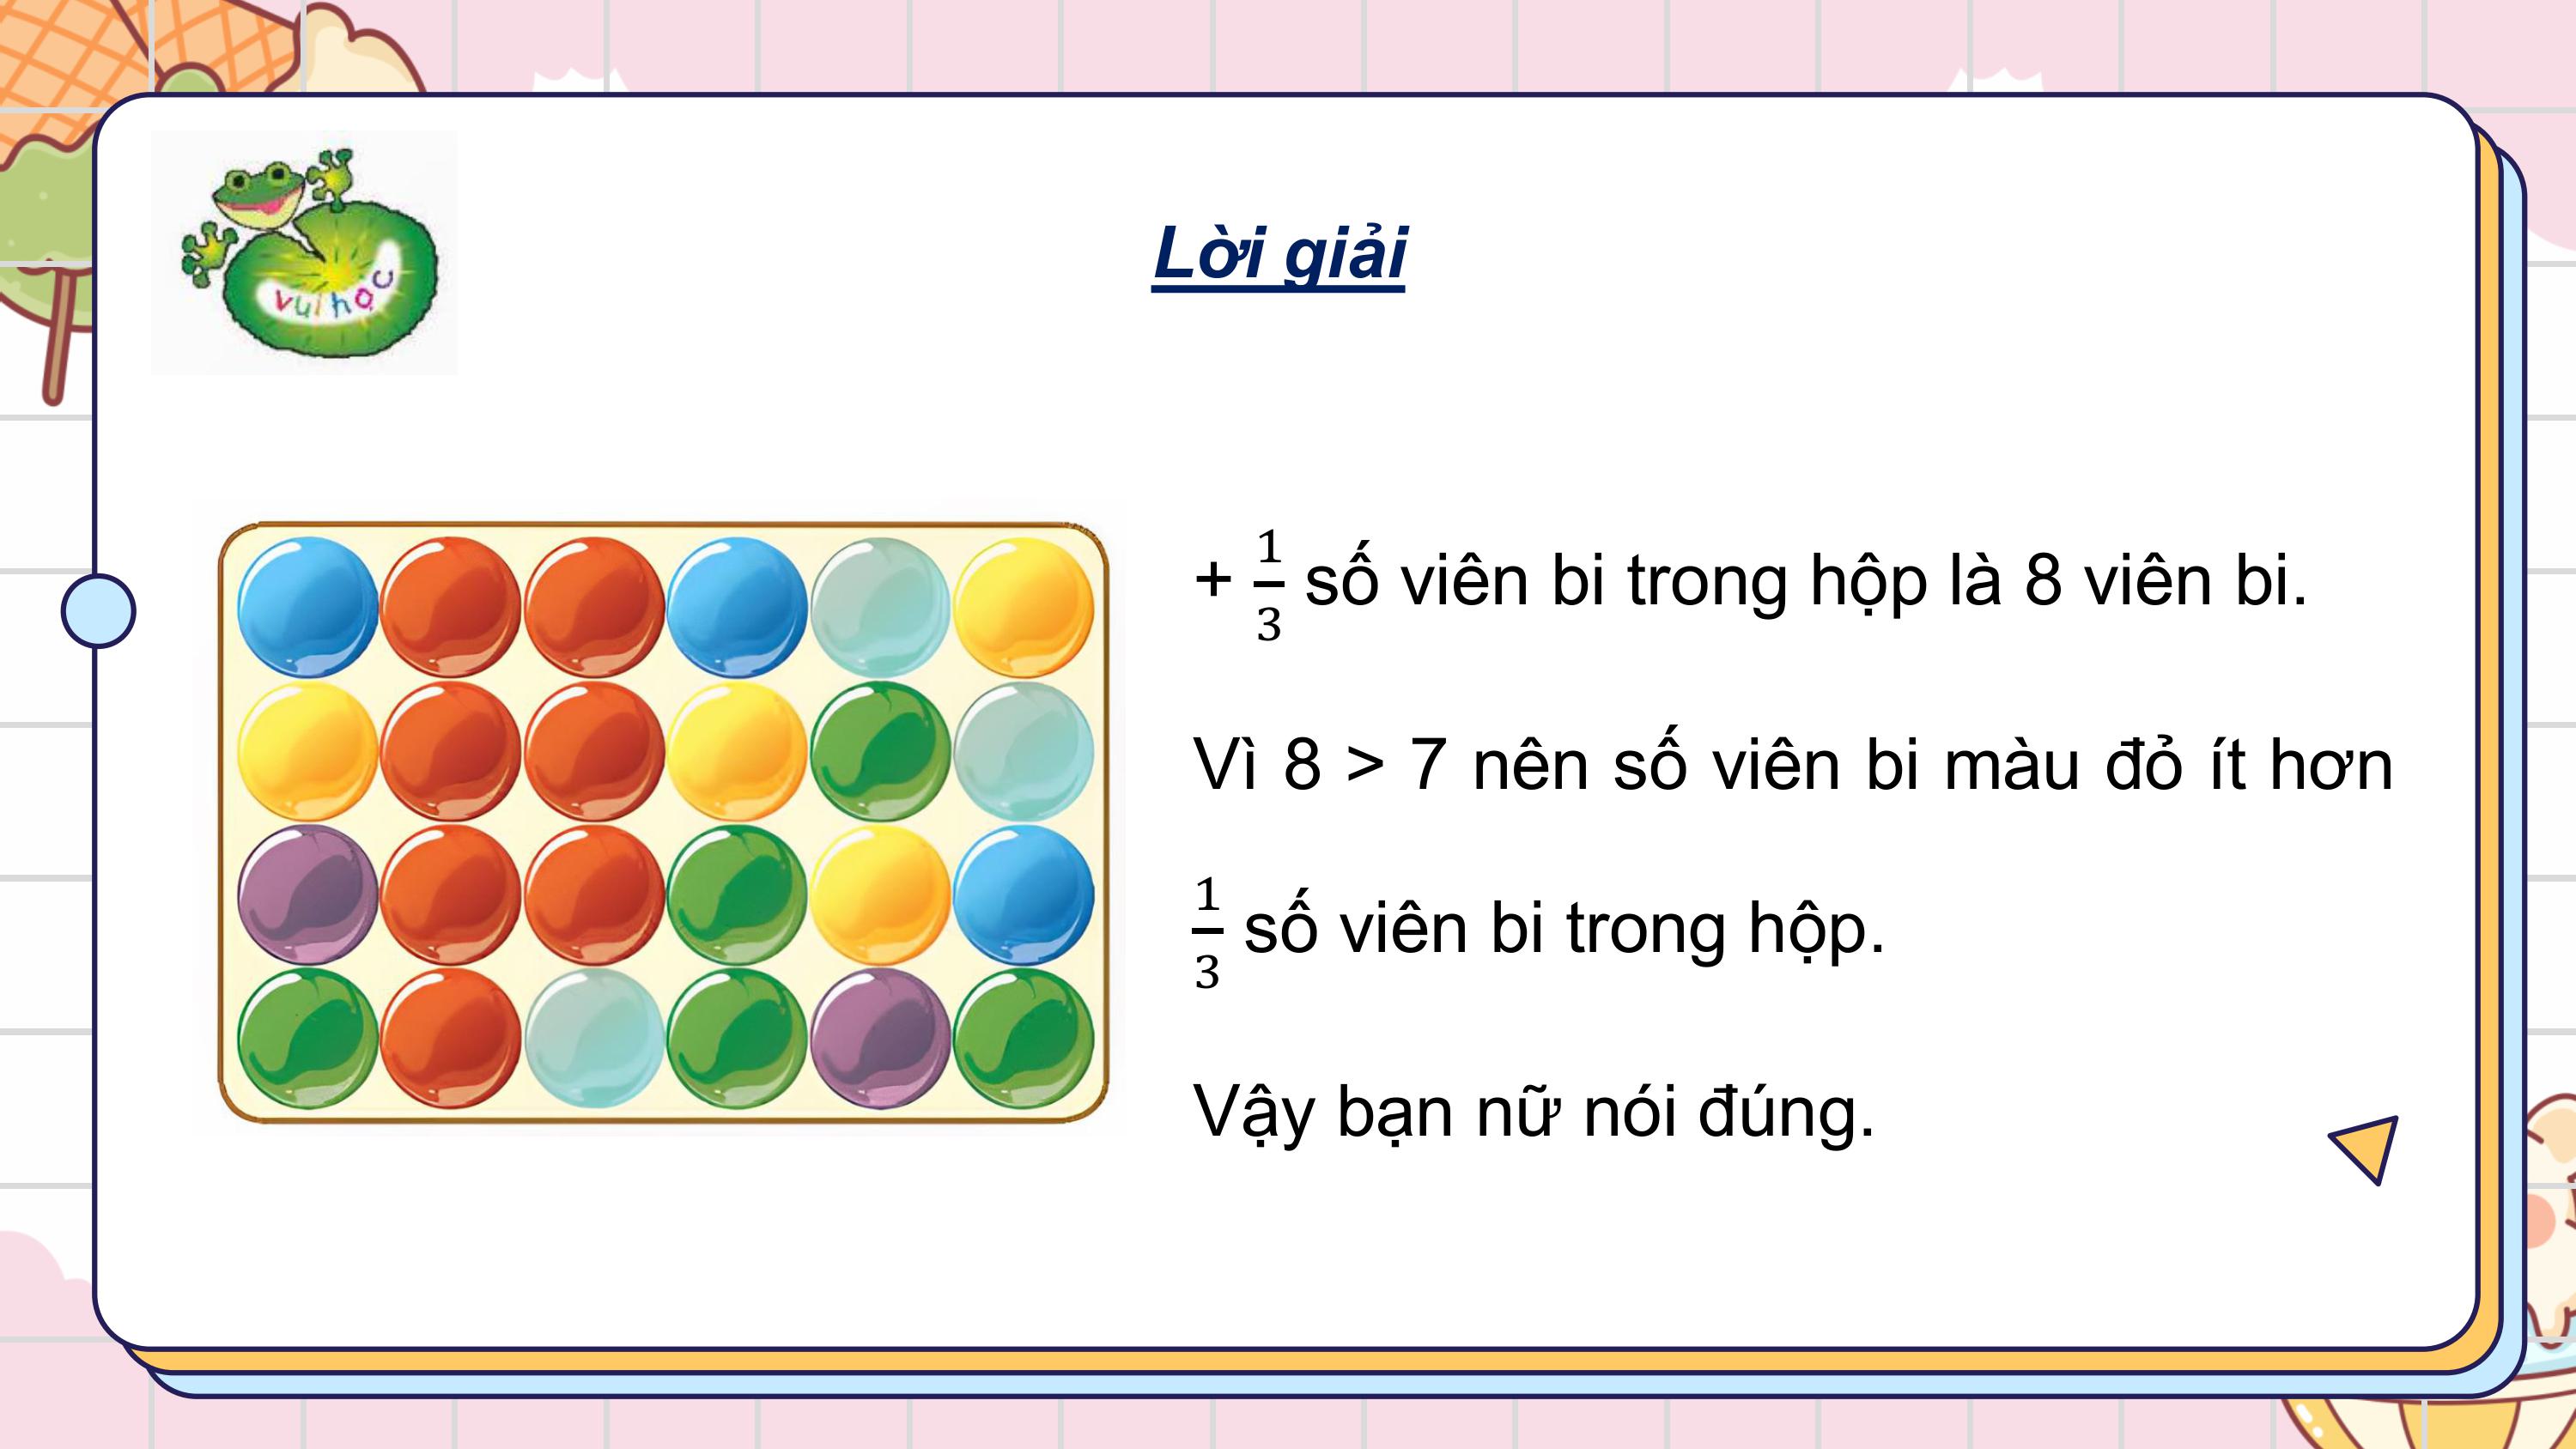 vui học
Lời giải
+ 1/3 số viên bi trong hộp là 8 viên bi.
Vì 8 > 7 nên số viên bi màu đỏ ít hơn
1/3 số viên bi trong hộp.
Vậy bạn nữ nói đúng.